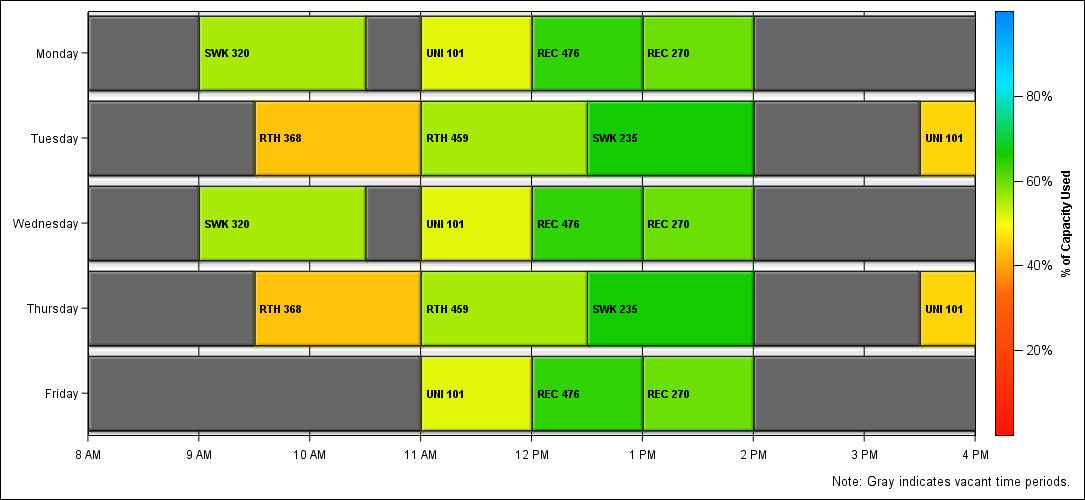 Monday
SWK 320
UNI 101
REC 476
REC 270
Tuesday
RTH 368
RTH 459
SWK 235
UNI 101
Wednesday
SWK 320
UNI 101
REC 476
REC 270
Thursday
RTH 368
RTH 459
SWK 235
UNI 101
Friday
UNI 101
REC 476
REC 270
8 AM
9 AM
10 AM
11 AM
12 PM
1 PM
2 PM
3 PM
4 PM
80%
60%
40%
20%
% of Capacity Used
Note: Gray indicates vacant time periods.